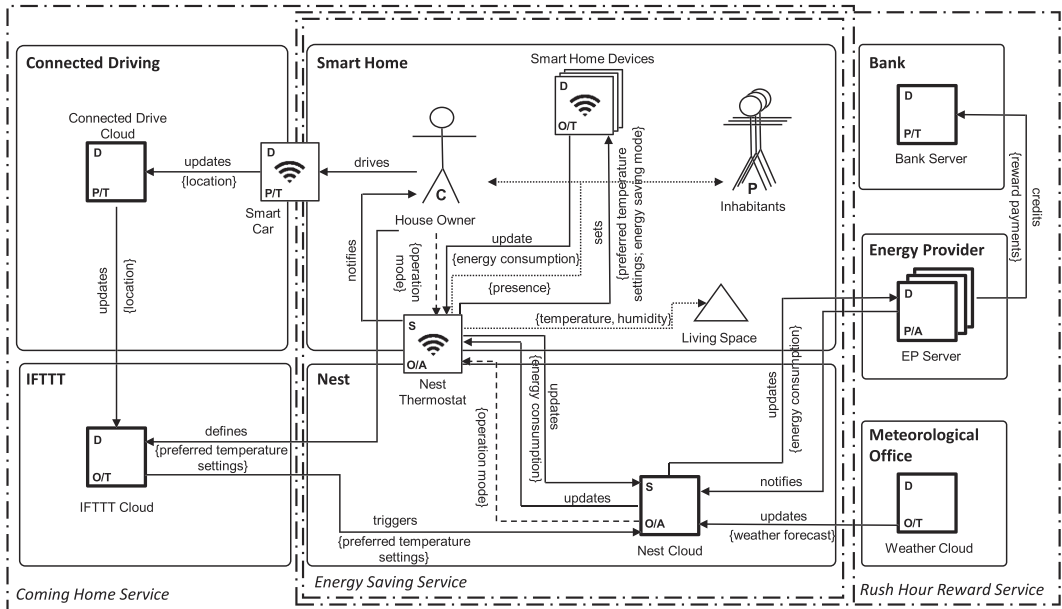 Connected Driving
Connected Drive
Cloud
D
P/T
updates
{location}
D
P/T
Smart
Car
drives
updates
{location}
Smart Home
Smart Home Devices
D
O/T
C
House Owner
P
Inhabitants
notifies
{operation
mode}
update
{energy consumption}
{presence}
sets
{preferred temperature
settings; energy saving mode}
{temperature, humidity}
Living Space
S
O/A
Nest
Thermostat
Bank
D
P/T
Bank Server
credits
{reward payments}
Energy Provider
D
P/A
EP Server
IFTTT
D
O/T
IFTTT Cloud
defines
{preferred temperature
settings}
Nest
{operation mode}
updates
{energy consumption}
updates
triggers
{preferred temperature
settings}
S
O/A
Nest Cloud
updates
{energy consumption}
notifies
updates
{weather forecast}
Meteorological
Office
D
O/T
Weather Cloud
Coming Home Service
Energy Saving Service
Rush Hour Reward Service